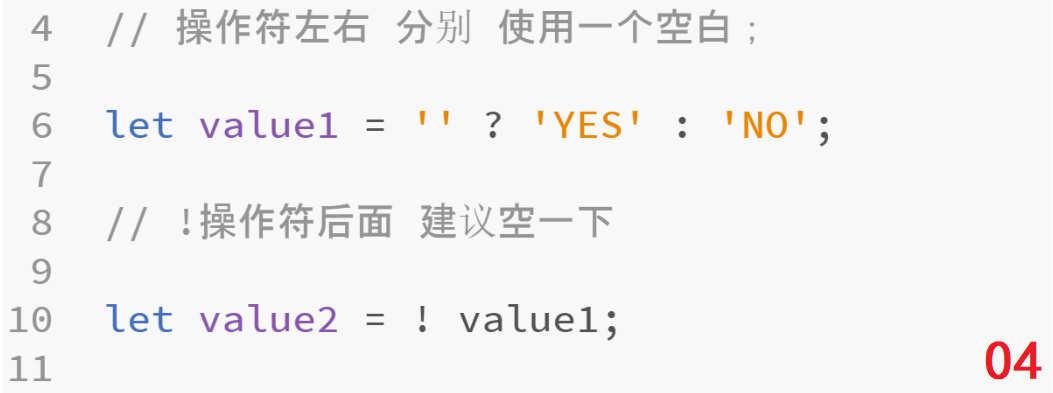 4 // 操作符左右 分别 使用一个空白；
5
6 let value1 = '' ? 'YES' : 'NO';
7
8 // !操作符后面 建议空一下
9
10 let value2 = ! value1;
11
04